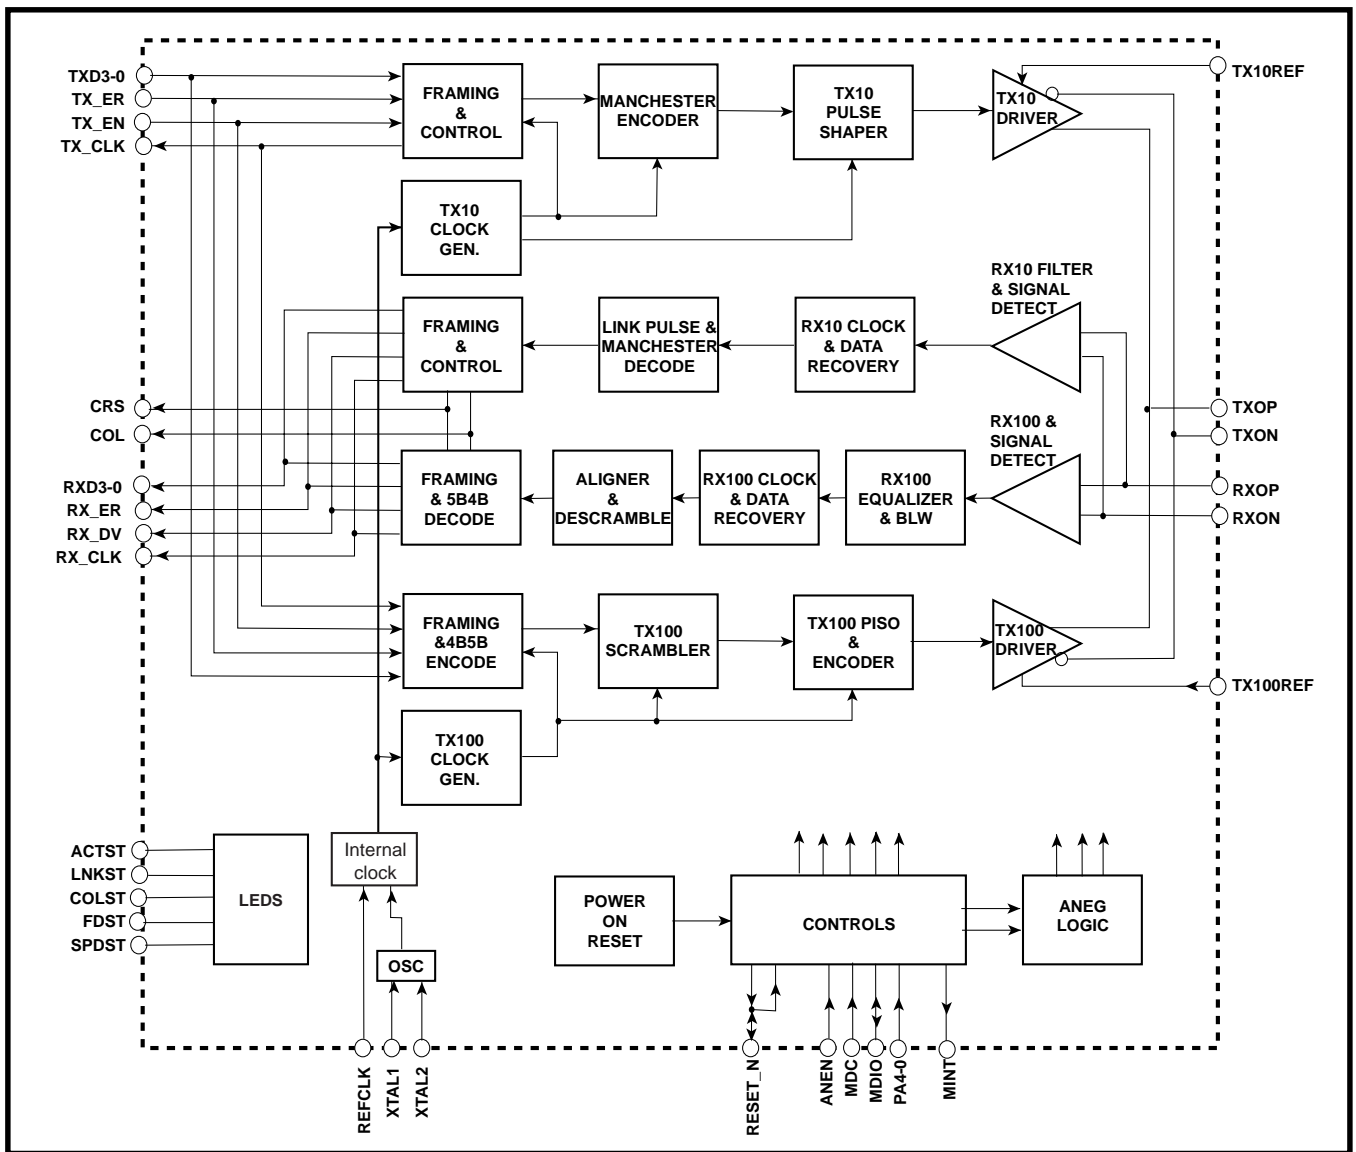 TXD3-0
TX_ER
TX_EN
TX_CLK
FRAMING
&
CONTROL
MANCHESTER
ENCODER
TX10
PULSE
SHAPER
TX10
DRIVER
TX10REF
TX10
CLOCK
GEN.
RX10 FILTER
& SIGNAL
DETECT
FRAMING
&
CONTROL
LINK PULSE &
MANCHESTER
DECODE
RX10 CLOCK
& DATA
RECOVERY
CRS
COL
RXD3-0
RX_ER
RX_DV
RX_CLK
TXOP
TXON
RXOP
RXON
RX100 &
SIGNAL
DETECT
FRAMING
& 5B4B
DECODE
ALIGNER
&
DESCRAMBLE
RX100 CLOCK
& DATA
RECOVERY
RX100
EQUALIZER
& BLW
FRAMING
&4B5B
ENCODE
TX100
SCRAMBLER
TX100 PISO
&
ENCODER
TX100
DRIVER
TX100REF
TX100
CLOCK
GEN.
ACTST
LNKST
COLST
FDST
SPDST
LEDS
Internal
clock
OSC
POWER
ON
RESET
CONTROLS
ANEG
LOGIC
REFCLK
XTAL1
XTAL2
RESET_N
ANEN
MDC
MDIO
PA4-0
MINT